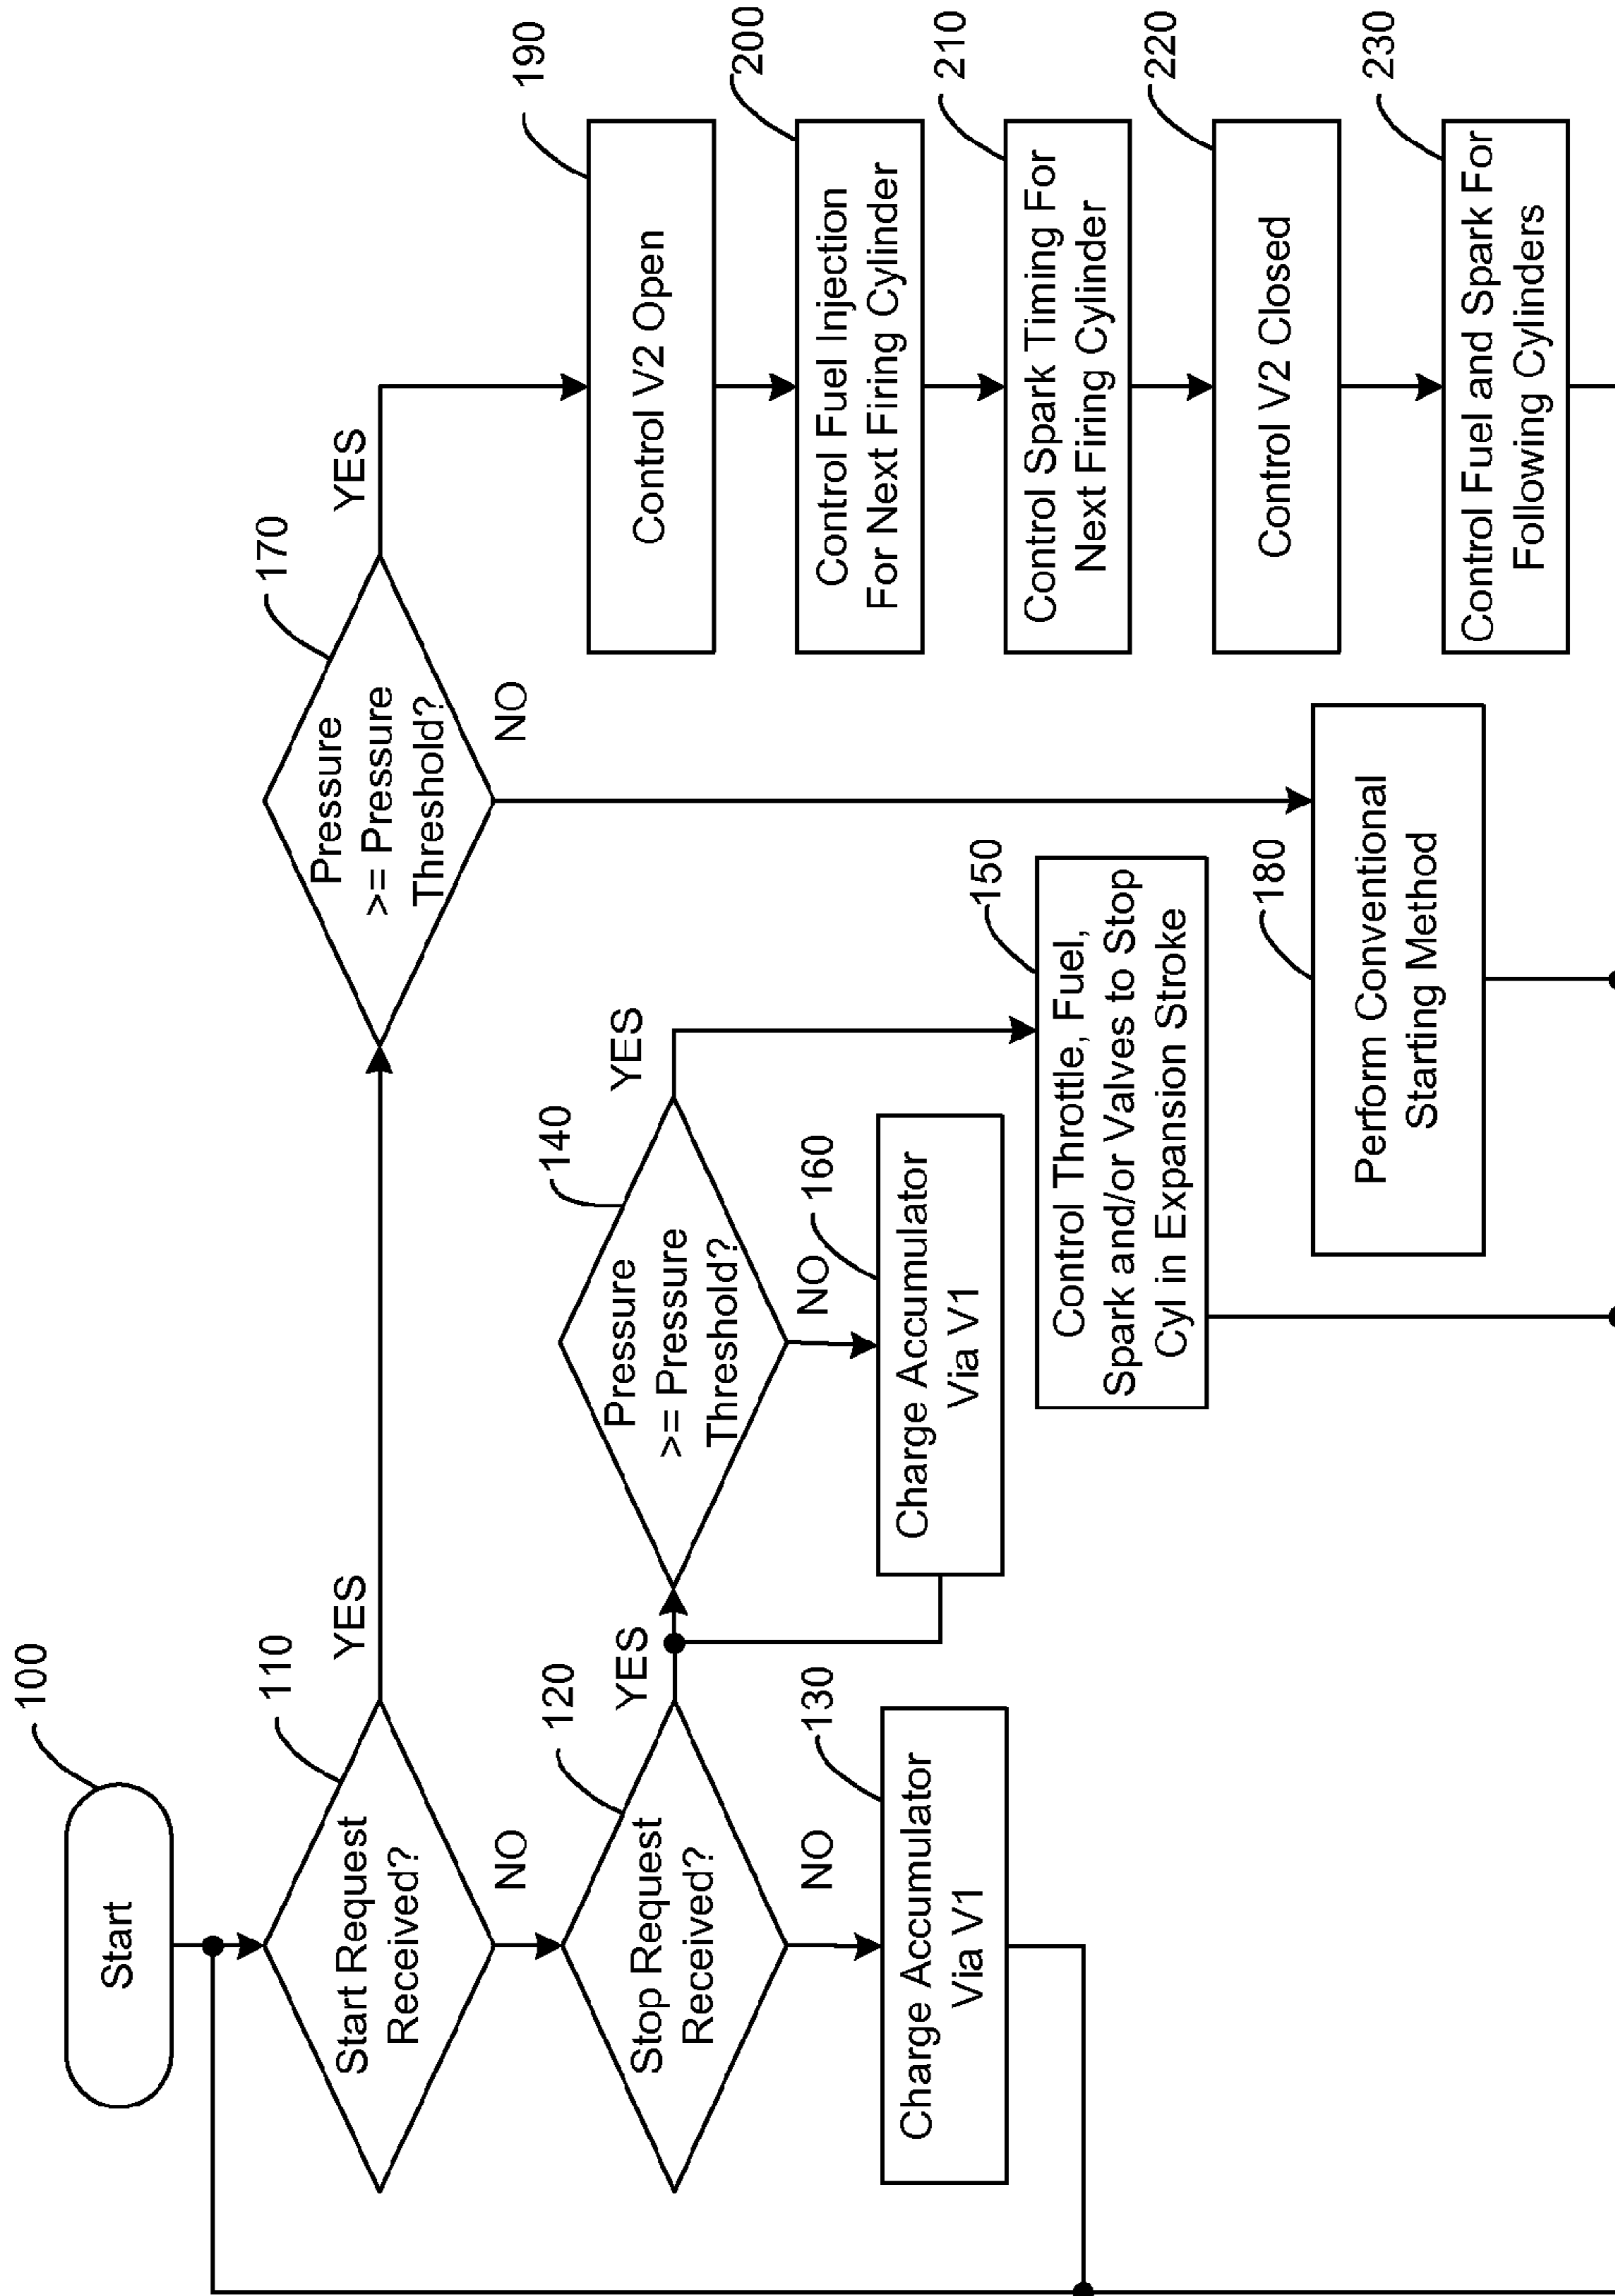 100
Start
110
Start Request
Received?
YES
NO
170
Pressure
>= Pressure
Threshold?
YES
NO
120
Stop Request
Received?
YES
NO
140
Pressure
>= Pressure
Threshold?
YES
NO
130
Charge Accumulator
Via V1
160
Charge Accumulator
Via V1
150
Control Throttle, Fuel,
Spark and/or Valves to Stop
Cyl in Expansion Stroke
180
Perform Conventional
Starting Method
190
Control V2 Open
200
Control Fuel Injection
For Next Firing Cylinder
210
Control Spark Timing For
Next Firing Cylinder
220
Control V2 Closed
230
Control Fuel and Spark For
Following Cylinders